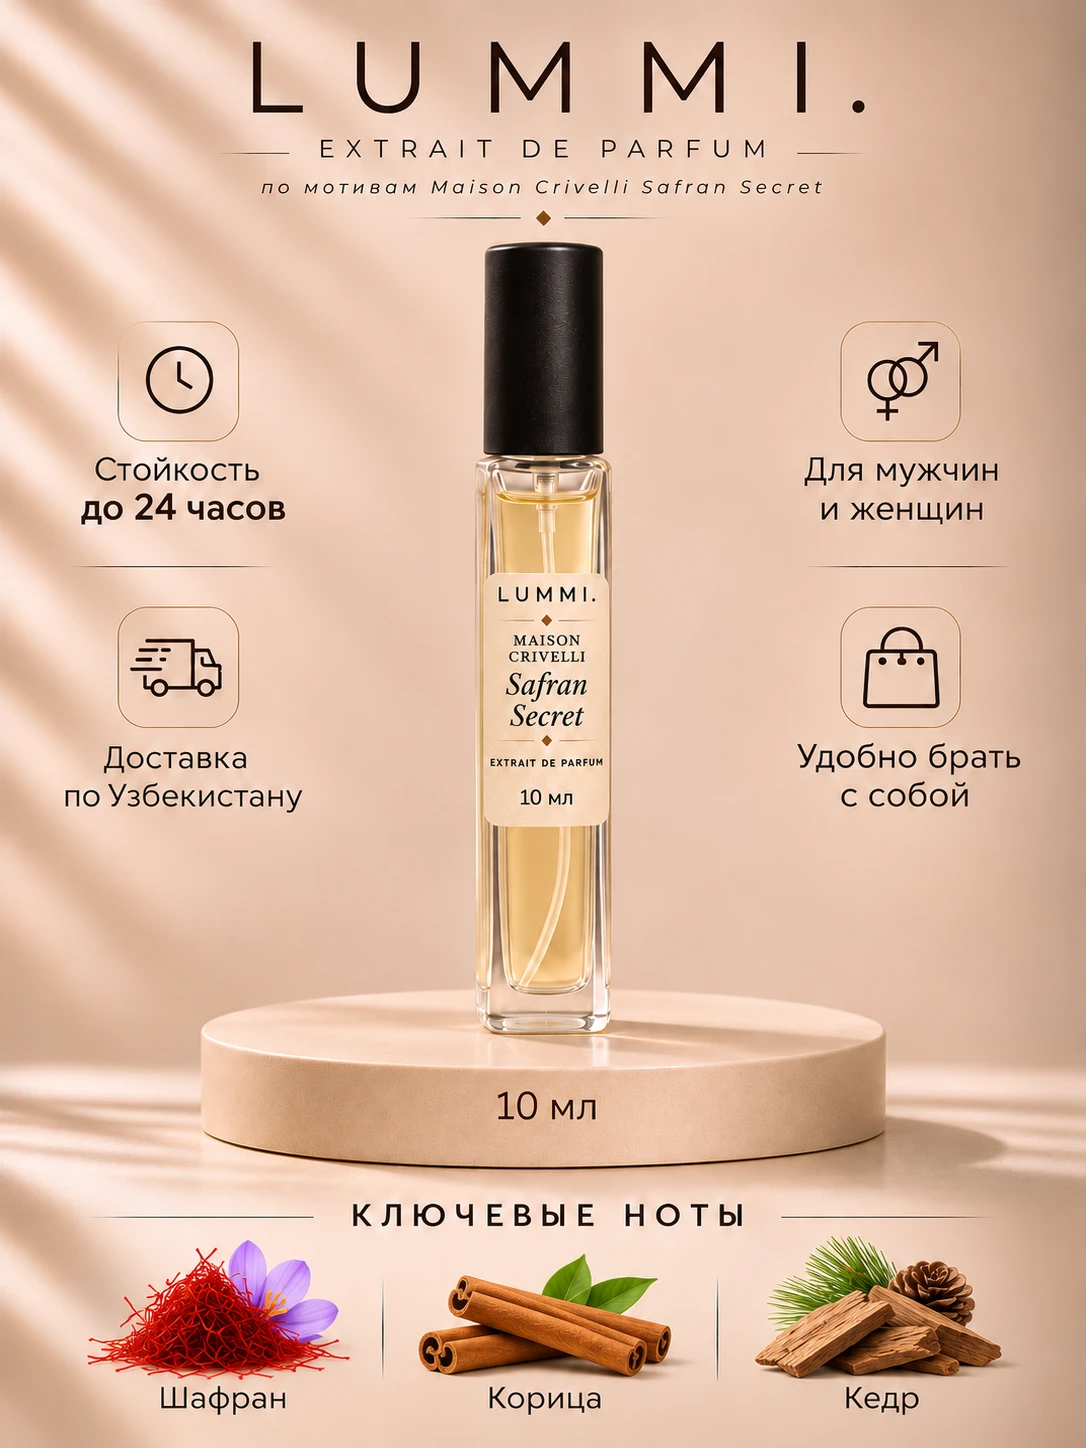 LUMMI.
EXTRAIT DE PARFUM
по мотивам Maison Crivelli Safran Secret
Стойкость
до 24 часов
Для мужчин
и женщин
Доставка
по Узбекистану
Удобно брать
с собой
LUMMI.
MAISON
CRIVELLI
Safran
Secret
EXTRAIT DE PARFUM
10 мл
10 мл
КЛЮЧЕВЫЕ НОТЫ
Шафран
Корица
Кедр